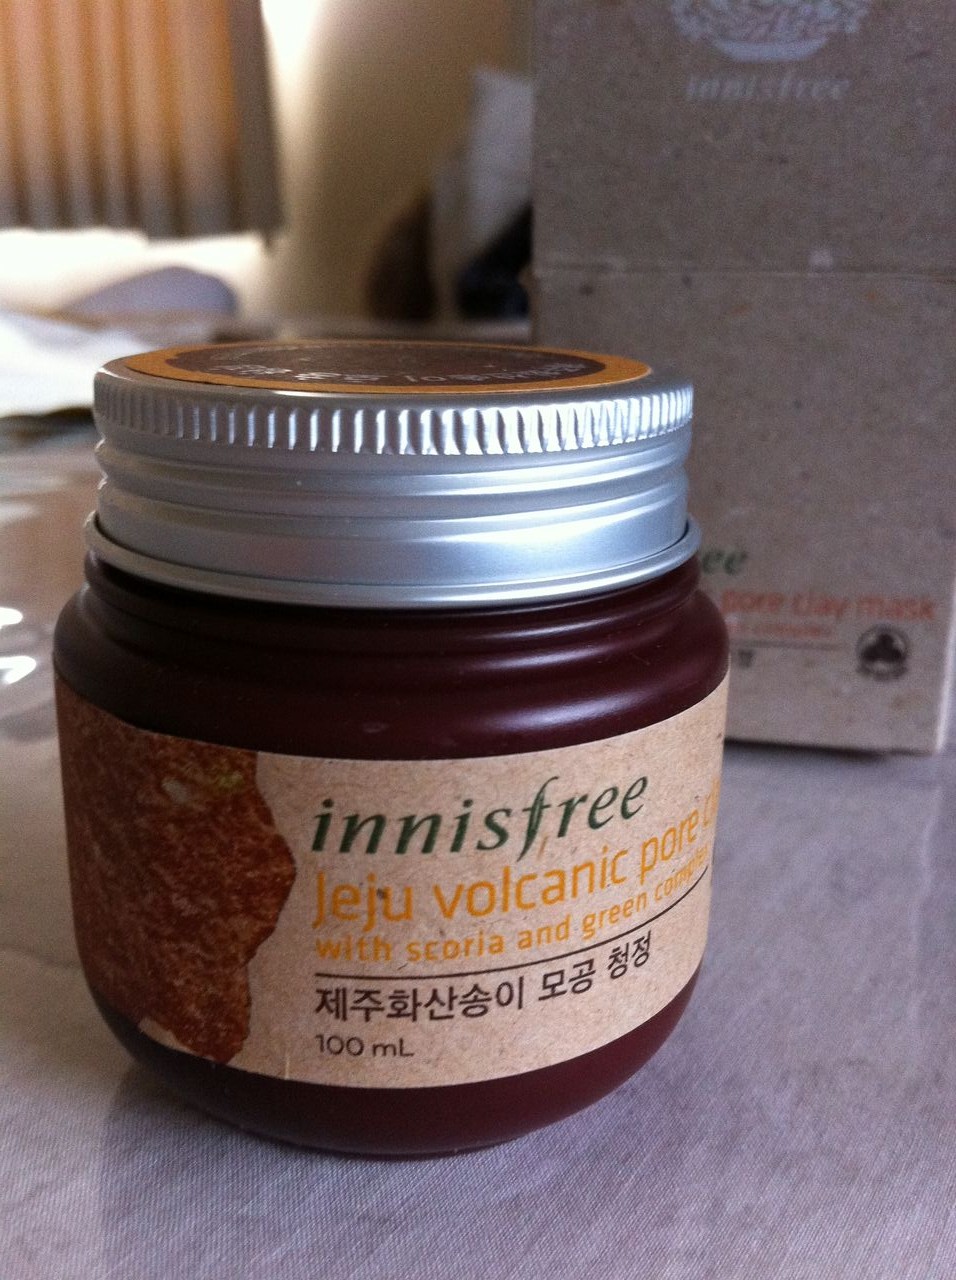 innisfree
innisfree
Jeju volcanic pore
with scoria and green complex
제주화산송이 모공 청정
100 mL
pore clay mask